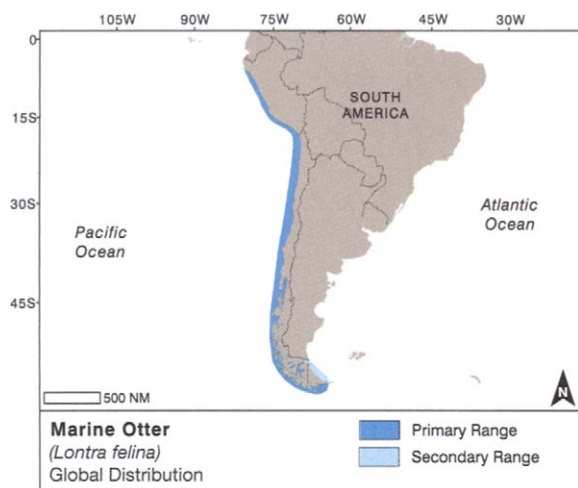 105W 90W 75W 60W 45W 30W
0
15S
30S
45S
SOUTH
AMERICA
Pacific
Ocean
Atlantic
Ocean
500 NM
N
Marine Otter
(Lontra felina)
Global Distribution
Primary Range
Secondary Range